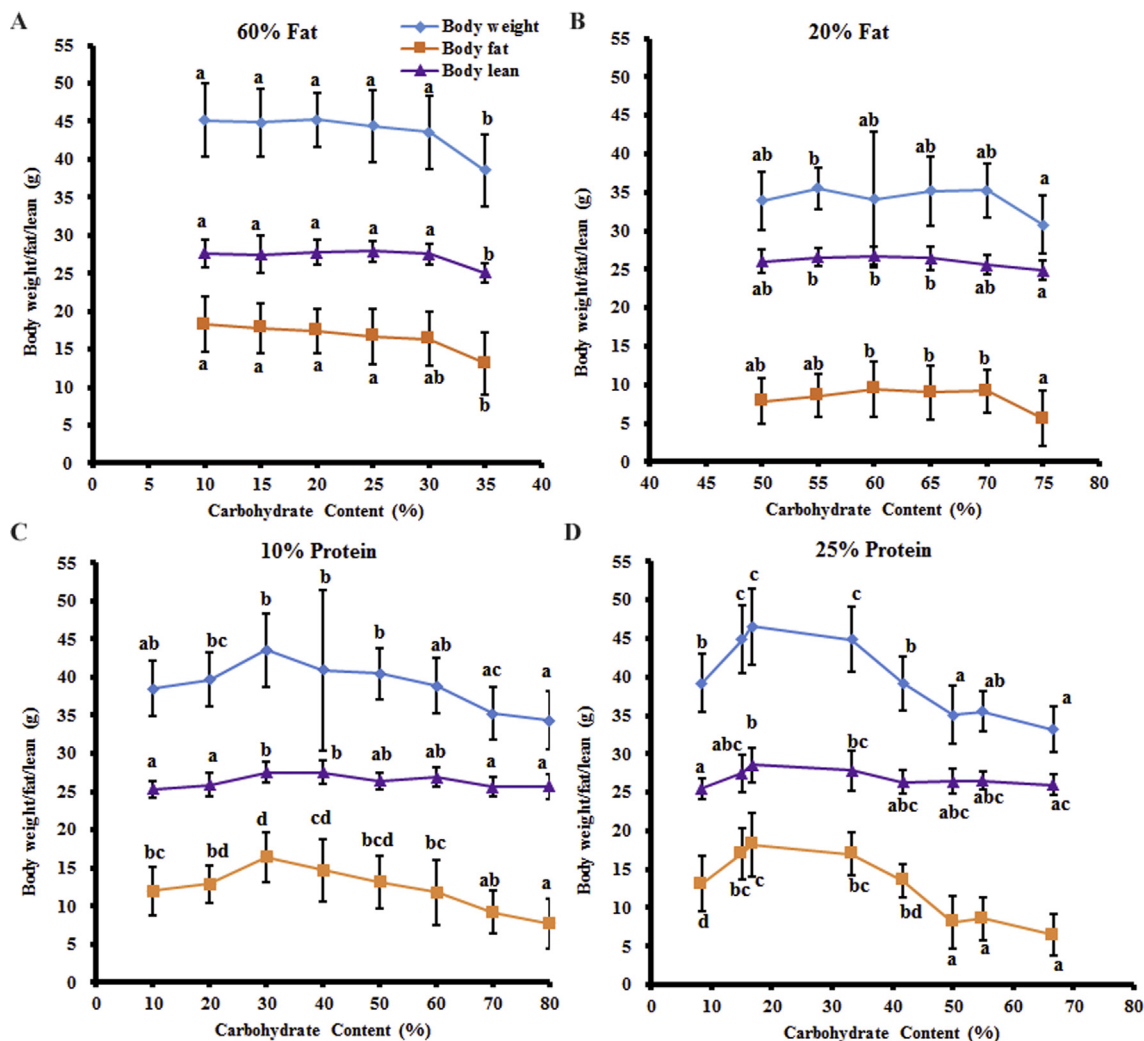 A
60% Fat
Body weight
Body fat
Body lean
Body weight/fat/lean (g)
55
50
45
40
35
30
25
20
15
10
5
0
a a a a a b
a a a a a b
a a a a ab b
0 5 10 15 20 25 30 35 40
Carbohydrate Content (%)
B
20% Fat
Body weight/fat/lean (g)
55
50
45
40
35
30
25
20
15
10
5
0
ab b ab ab ab a
ab b b b ab a
ab ab b b b a
40 45 50 55 60 65 70 75 80
Carbohydrate Content (%)
C
10% Protein
Body weight/fat/lean (g)
55
50
45
40
35
30
25
20
15
10
5
0
ab bc b b b ab ac a
a a b b ab ab a a
bc bd d cd bcd bc ab a
0 10 20 30 40 50 60 70 80
Carbohydrate Content (%)
D
25% Protein
Body weight/fat/lean (g)
55
50
45
40
35
30
25
20
15
10
5
0
b c c c b a ab a
a abc b bc abc abc abc ac
d bc c bc bd a a a
0 10 20 30 40 50 60 70 80
Carbohydrate Content (%)